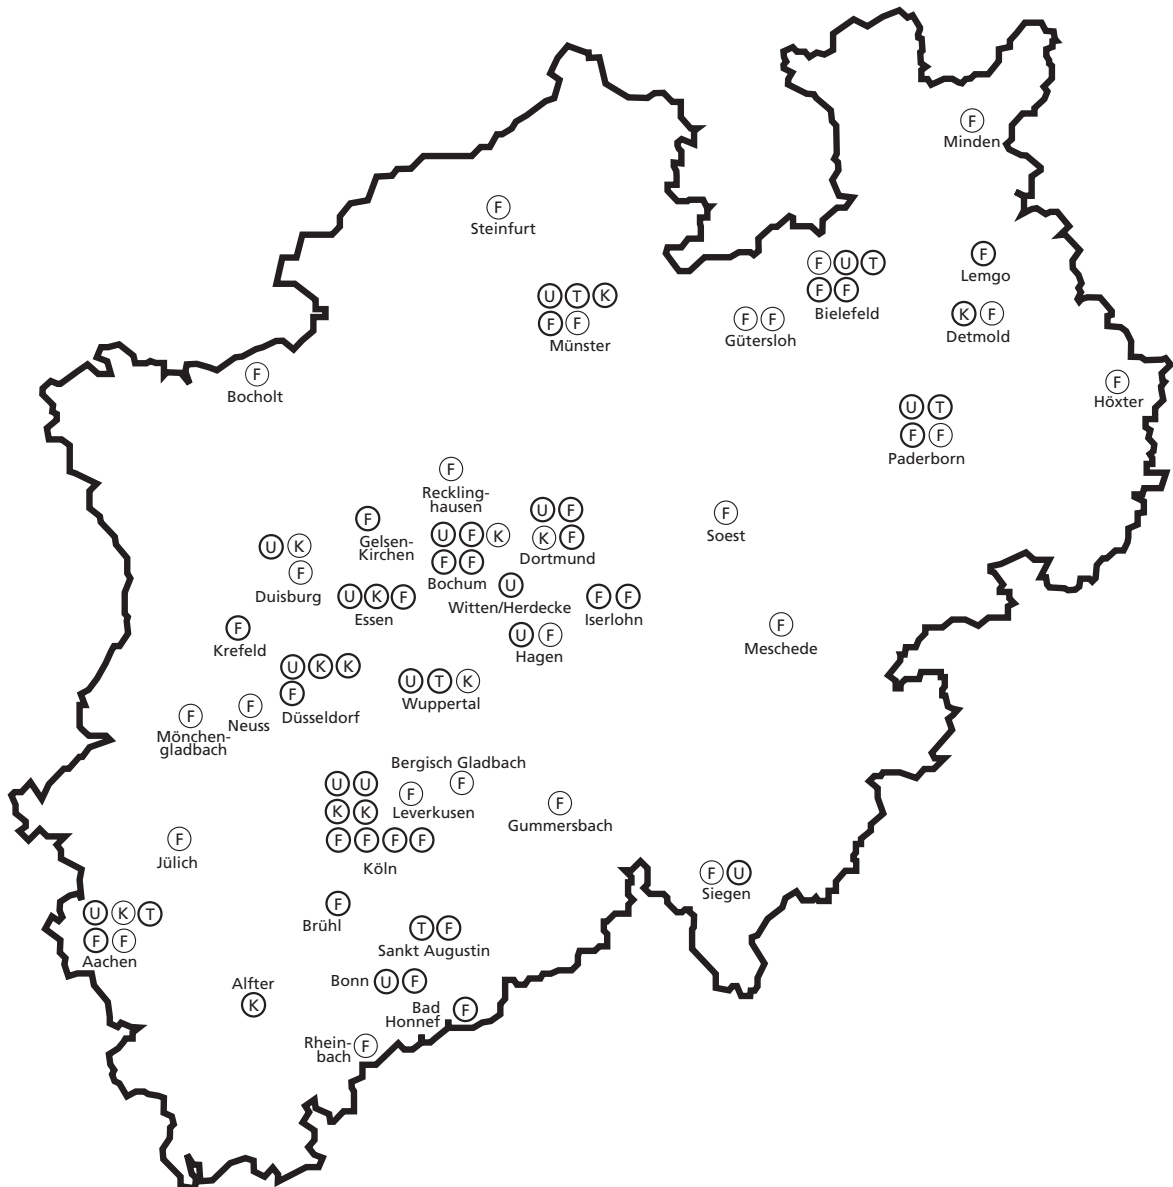 F
Minden
F
Steinfurt
F
Lemgo
F U T
F F
Bielefeld
U T K
F F
Münster
F F
Gütersloh
K F
Detmold
F
Bocholt
F
Höxter
U T
F F
Paderborn
F
Reckling-
hausen
F
Gelsen-
Kirchen
U F K
F F
Bochum
U F
K F
Dortmund
F
Soest
U K
F
Duisburg
U K F
Essen
U
Witten/Herdecke
F F
Iserlohn
U F
Hagen
F
Meschede
F
Krefeld
U K K
F
Düsseldorf
U T K
Wuppertal
F
Neuss
F
Mönchen-
gladbach
Bergisch Gladbach
F
F
Leverkusen
U U
K K
F F F F
Köln
F
Gummersbach
F
Jülich
F U
Siegen
U K T
F F
Aachen
F
Brühl
T F
Sankt Augustin
Bonn U F
Alfter
K
Bad
Honnef
F
Rhein-
bach
F